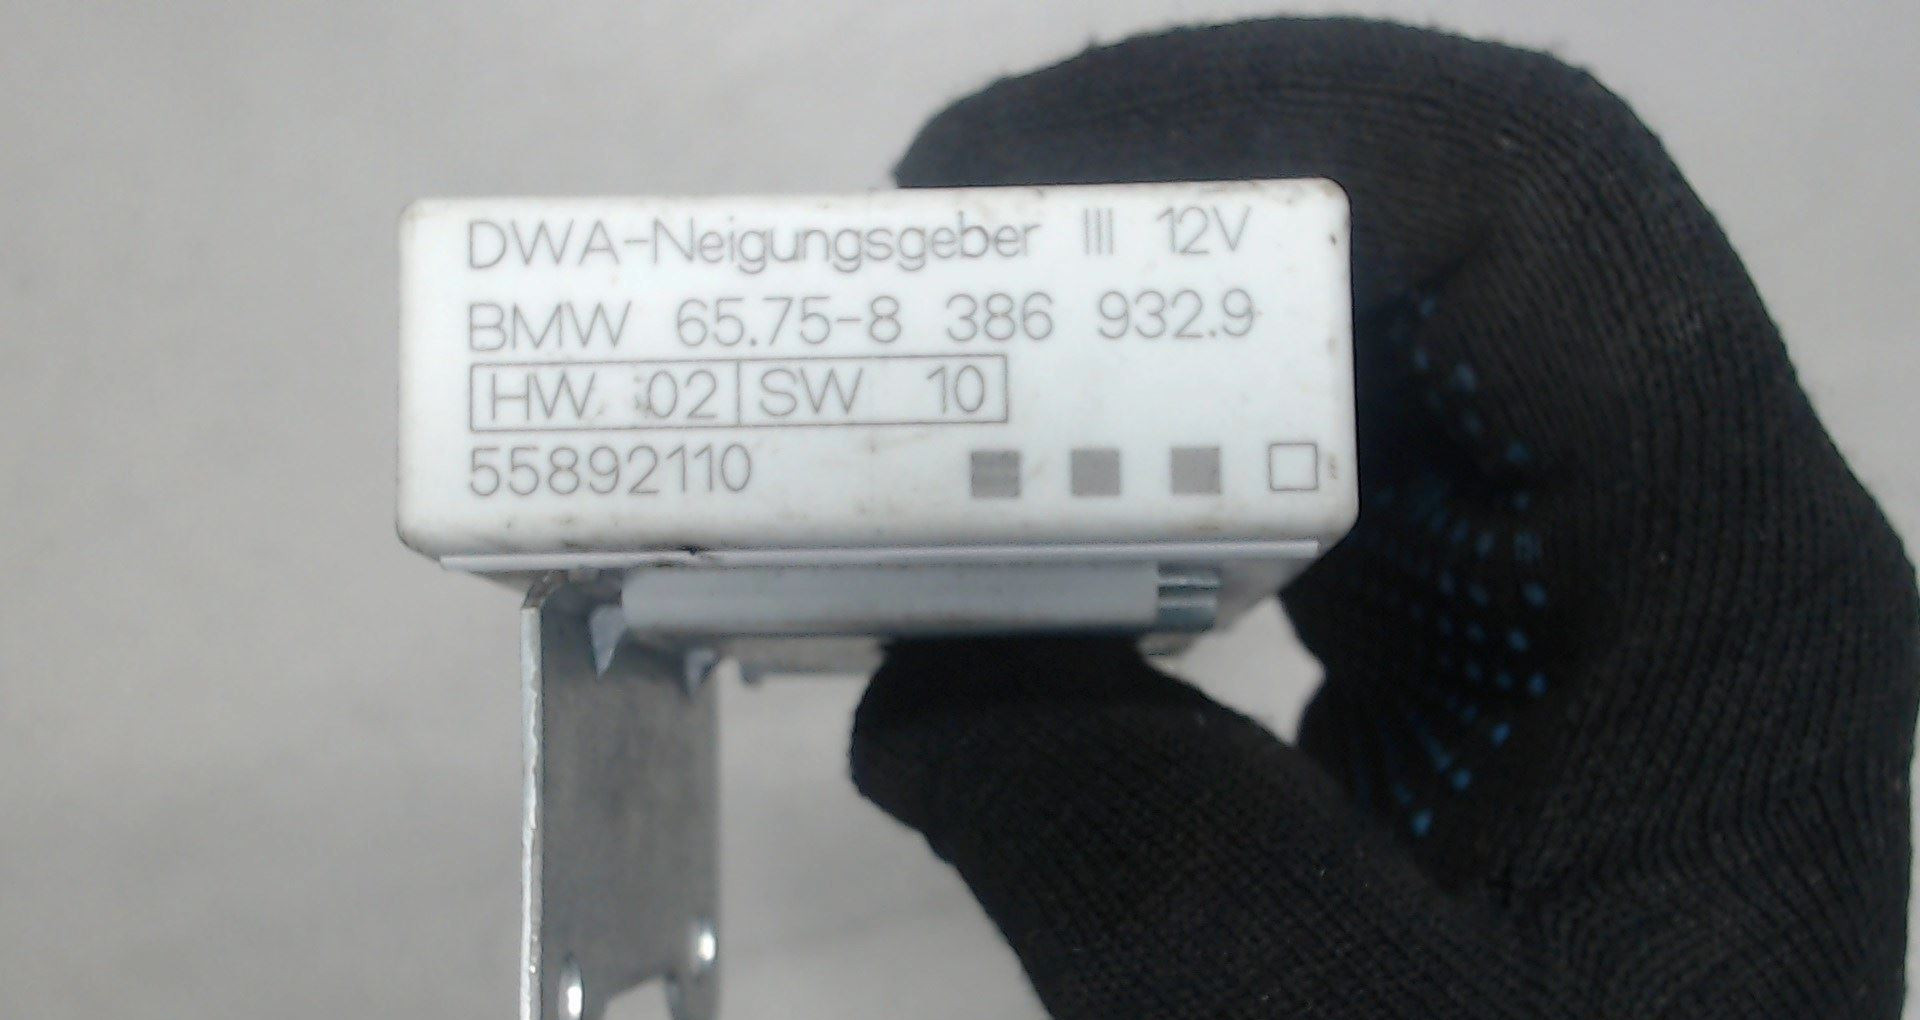 DWA-Neigungsgeber III 12V
BMW 65.75-8 386 932.9
HW 02 SW 10
55892110